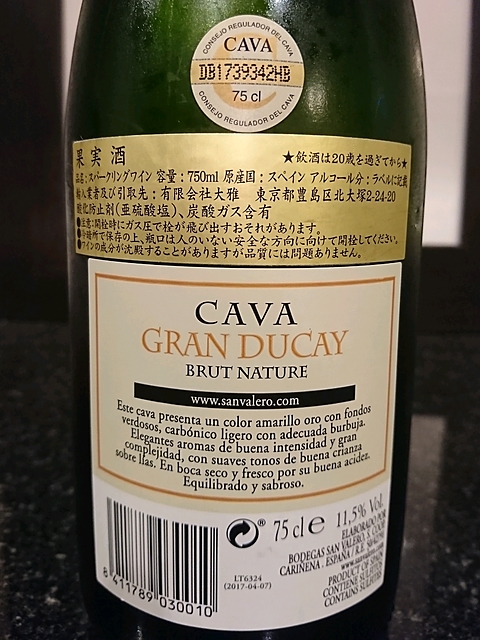 CONSEJO REGULADOR DEL CAVA
CAVA
DB1739342HB
75 cl
CONSEJO REGULADOR DEL CAVA
果実酒 ★飲酒は20歳を過ぎてから★
品名:スパークリングワイン 容量:750ml 原産国:スペイン アルコール分:ラベルに記載
輸入業者及び引取先:有限会社大雅 東京都豊島区北大塚2-24-20
酸化防止剤(亜硫酸塩)、炭酸ガス含有
●注意:開栓時にガス圧で栓が飛び出すおそれがあります。
●冷暗所で保存の上、瓶口は人のいない安全な方向に向けて開栓してください。
●ワインの成分が沈殿することがありますが品質には問題ありません。
CAVA
GRAN DUCAY
BRUT NATURE
www.sanvalero.com
Este cava presenta un color amarillo oro con fondos
verdosos, carbónico ligero con adecuada burbuja.
Elegantes aromas de buena intensidad y gran
complejidad, con suaves tonos de buena crianza
sobre lías. En boca seco y fresco por su buena acidez.
Equilibrado y sabroso.
® 75 cl e 11,5% Vol.
ELABORADO POR
BODEGAS SAN VALERO, S. COOP.
CARIÑENA . ESPAÑA / R.E.
www.sanvalero.com
PRODUCT OF SPAIN
CONTIENE SULFITOS
CONTAINS SULFITES
LT6324
(2017-04-07)
8 411789 030010